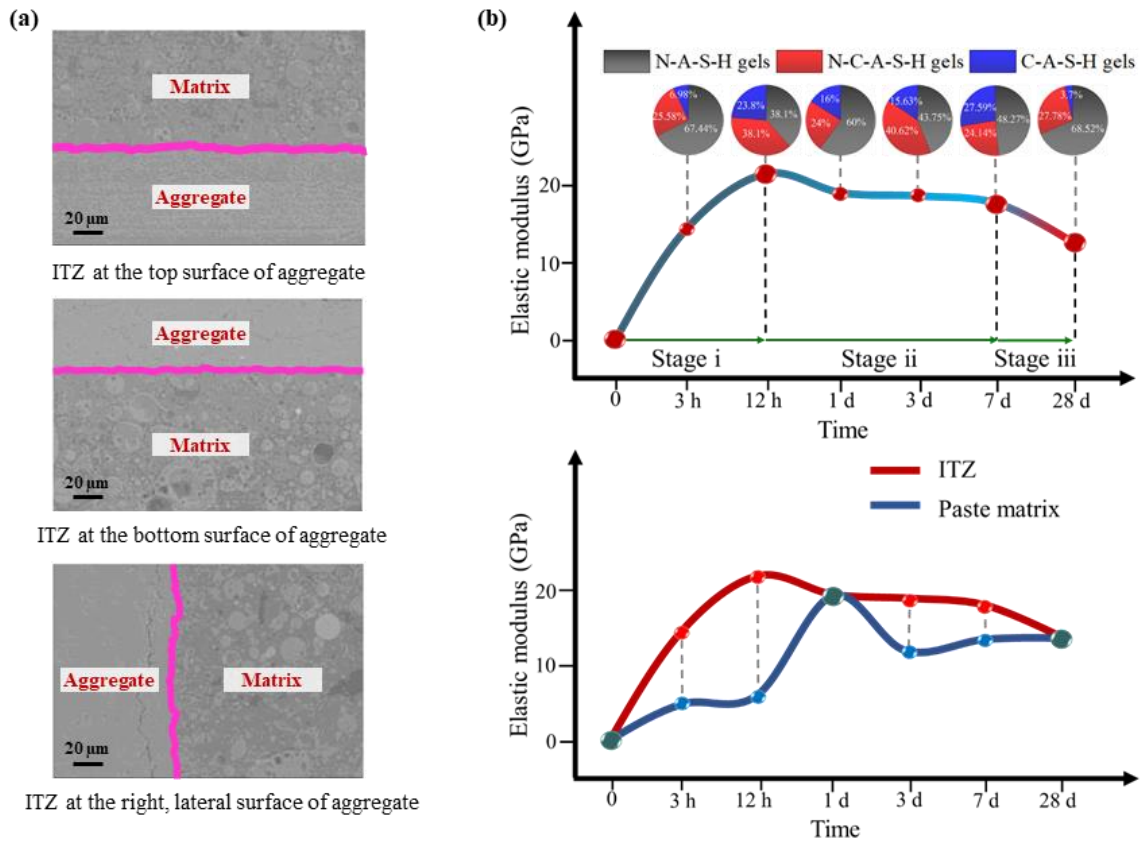 (a)
Matrix
Aggregate
20 μm
ITZ at the top surface of aggregate
Aggregate
Matrix
20 μm
ITZ at the bottom surface of aggregate
Aggregate
Matrix
20 μm
ITZ at the right, lateral surface of aggregate
(b)
N-A-S-H gels
N-C-A-S-H gels
C-A-S-H gels
6.98%
25.58%
67.44%
23.8%
38.1%
38.1%
16%
24%
60%
15.63%
43.75%
40.62%
27.59%
48.27%
24.14%
3.7%
27.78%
68.52%
Elastic modulus (GPa)
20
10
0
Stage i
Stage ii
Stage iii
0
3 h
12 h
1 d
3 d
7 d
28 d
Time
ITZ
Paste matrix
Elastic modulus (GPa)
20
10
0
0
3 h
12 h
1 d
3 d
7 d
28 d
Time